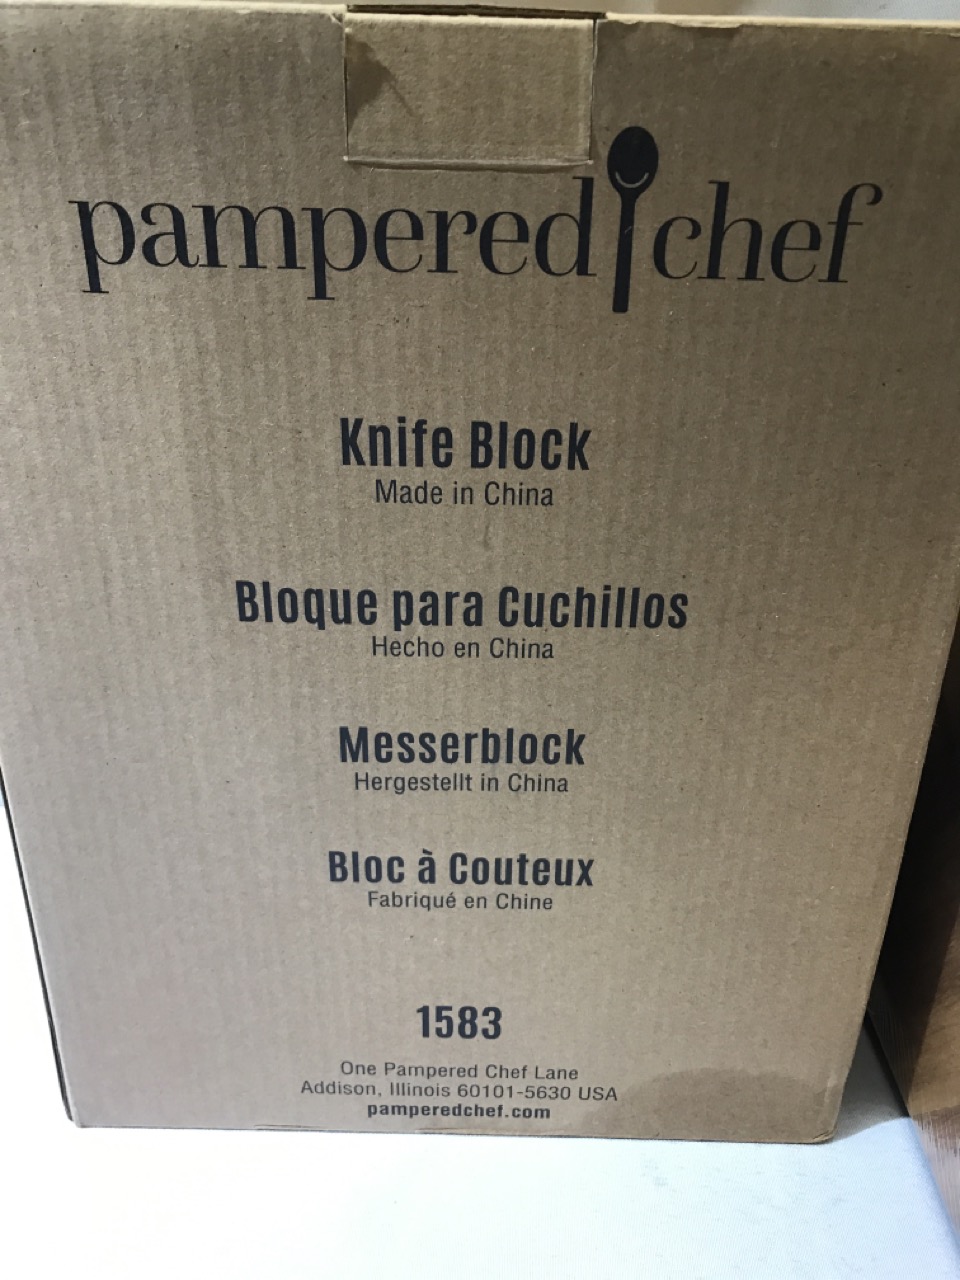 pampered chef
Knife Block
Made in China
Bloque para Cuchillos
Hecho en China
Messerblock
Hergestellt in China
Bloc à Couteux
Fabriqué en Chine
1583
One Pampered Chef Lane
Addison, Illinois 60101-5630 USA
pamperedchef.com